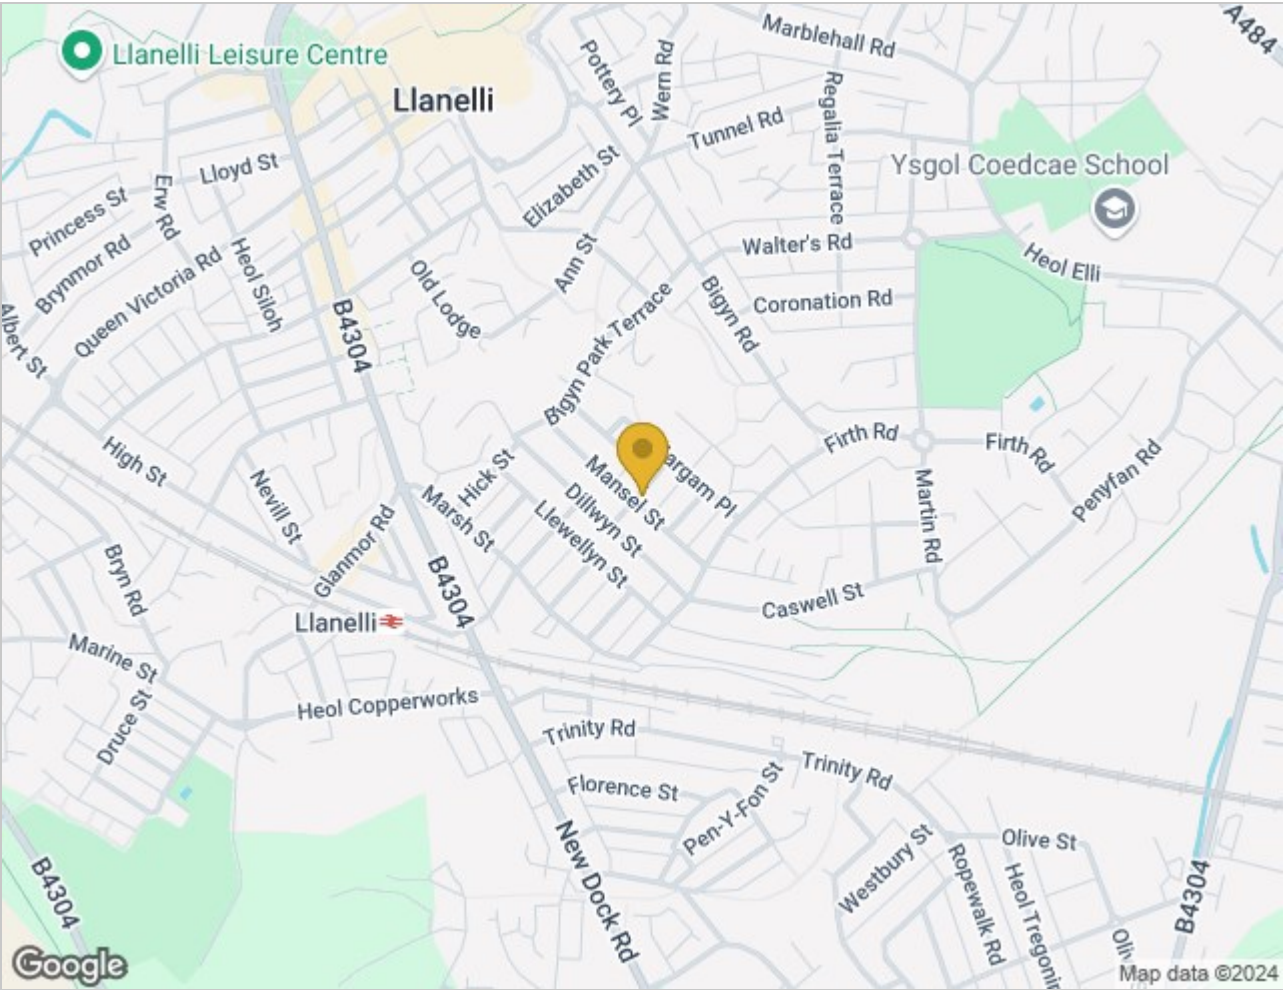 Marblehall Rd
A484
Llanelli Leisure Centre
Pottery Pl
Wern Rd
Llanelli
Regalia Terrace
Tunnel Rd
Ysgol Coedcae School
Lloyd St
Elizabeth St
Princess St
Erw Rd
Brynmor Rd
Heol Siloh
Queen Victoria Rd
Old Lodge
Ann St
Walter's Rd
Heol Elli
Bigyn Rd
Coronation Rd
Albert St
B4304
Bigyn Park Terrace
High St
Firth Rd
Firth Rd
Penyfan Rd
Hick St
Mansel St
argam Pl
Nevill St
Marsh St
Dillwyn St
Llewellyn St
Martin Rd
Glanmor Rd
Bryn Rd
B4304
Caswell St
Llanelli
Marine St
Heol Copperworks
Druce St
Trinity Rd
Trinity Rd
Florence St
Pen-Y-Fon St
New Dock Rd
Westbury St
Olive St
Ropewalk Rd
Heol Tregonin
B4304
B4304
Oliv
Google
Map data ©2024